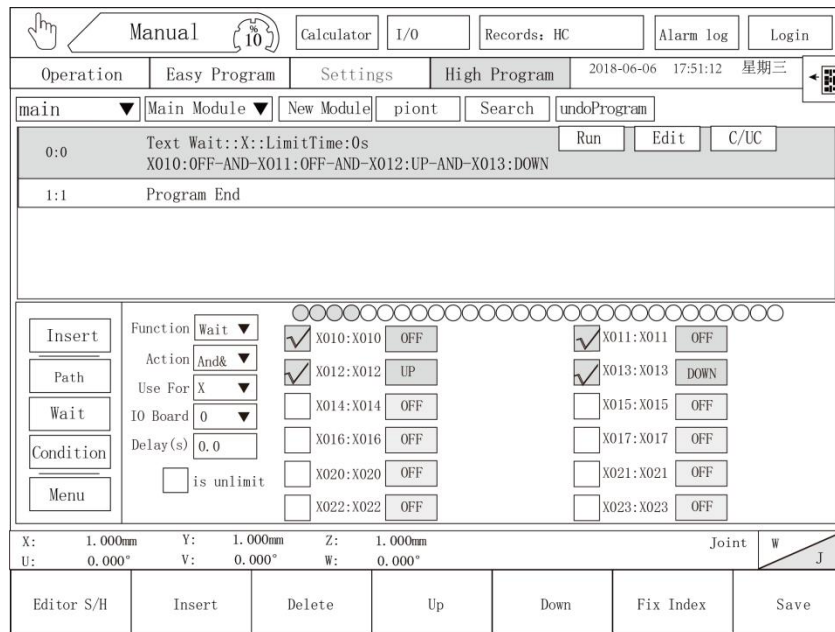 Manual
%
10
Calculator
I/O
Records: HC
Alarm log
Login
Operation
Easy Program
Settings
High Program
2018-06-06 17:51:12 星期三
main
Main Module
New Module
piont
Search
undoProgram
0:0
Text Wait::X::LimitTime:0s
X010:OFF-AND-X011:OFF-AND-X012:UP-AND-X013:DOWN
Run
Edit
C/UC
1:1
Program End
Insert
Path
Wait
Condition
Menu
Function Wait
Action And&
Use For X
IO Board 0
Delay(s) 0.0
is unlimit
X010:X010 OFF
X011:X011 OFF
X012:X012 UP
X013:X013 DOWN
X014:X014 OFF
X015:X015 OFF
X016:X016 OFF
X017:X017 OFF
X020:X020 OFF
X021:X021 OFF
X022:X022 OFF
X023:X023 OFF
X: 1.000mm Y: 1.000mm Z: 1.000mm
U: 0.000° V: 0.000° W: 0.000°
Joint
W
J
Editor S/H
Insert
Delete
Up
Down
Fix Index
Save